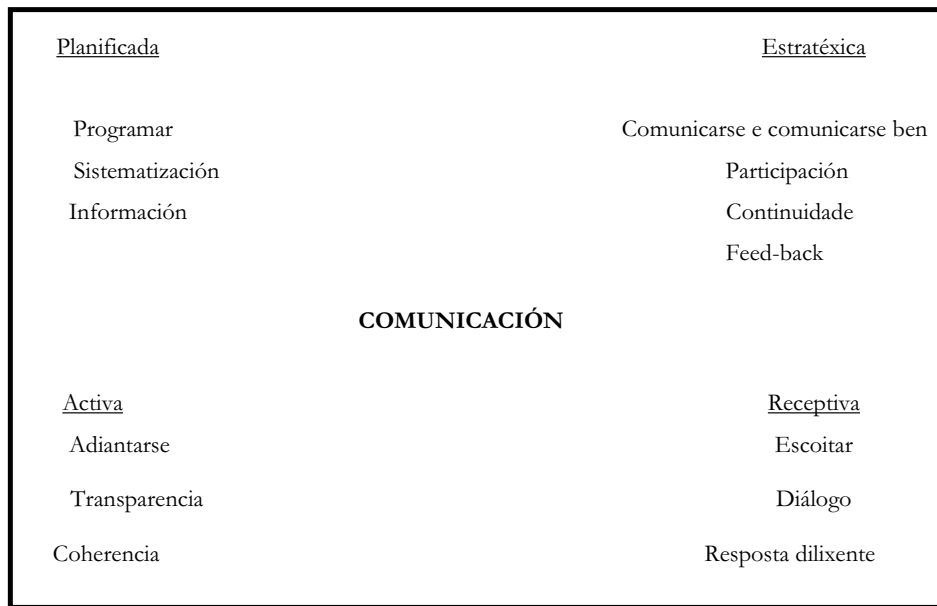 Planificada
Estratéxica
Programar
Comunicarse e comunicarse ben
Sistematización
Participación
Información
Continuidade
Feed-back
COMUNICACIÓN
Activa
Receptiva
Adiantarse
Escoitar
Transparencia
Diálogo
Coherencia
Resposta dilixente